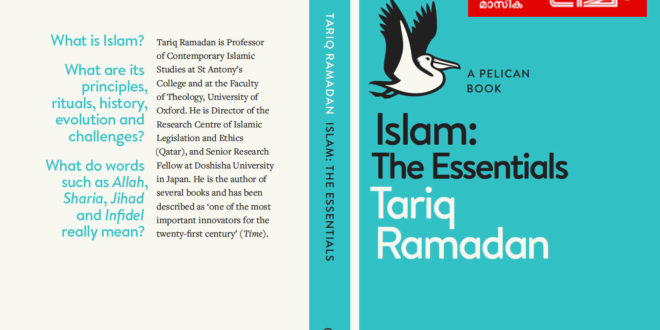 What is Islam?
What are its
principles,
rituals, history,
evolution and
challenges?
What do words
such as Allah,
Sharia, Jihad
and Infidel
really mean?
Tariq Ramadan is Professor
of Contemporary Islamic
Studies at St Antony's
College and at the Faculty
of Theology, University of
Oxford. He is Director of the
Research Centre of Islamic
Legislation and Ethics
(Qatar), and Senior Research
Fellow at Doshisha University
in Japan. He is the author of
several books and has been
described as ‘one of the most
important innovators for the
twenty-first century’ (Time).
TARIQ RAMADAN ISLAM: THE ESSENTIALS
മാസിക
A PELICAN
BOOK
Islam:
The Essentials
Tariq
Ramadan